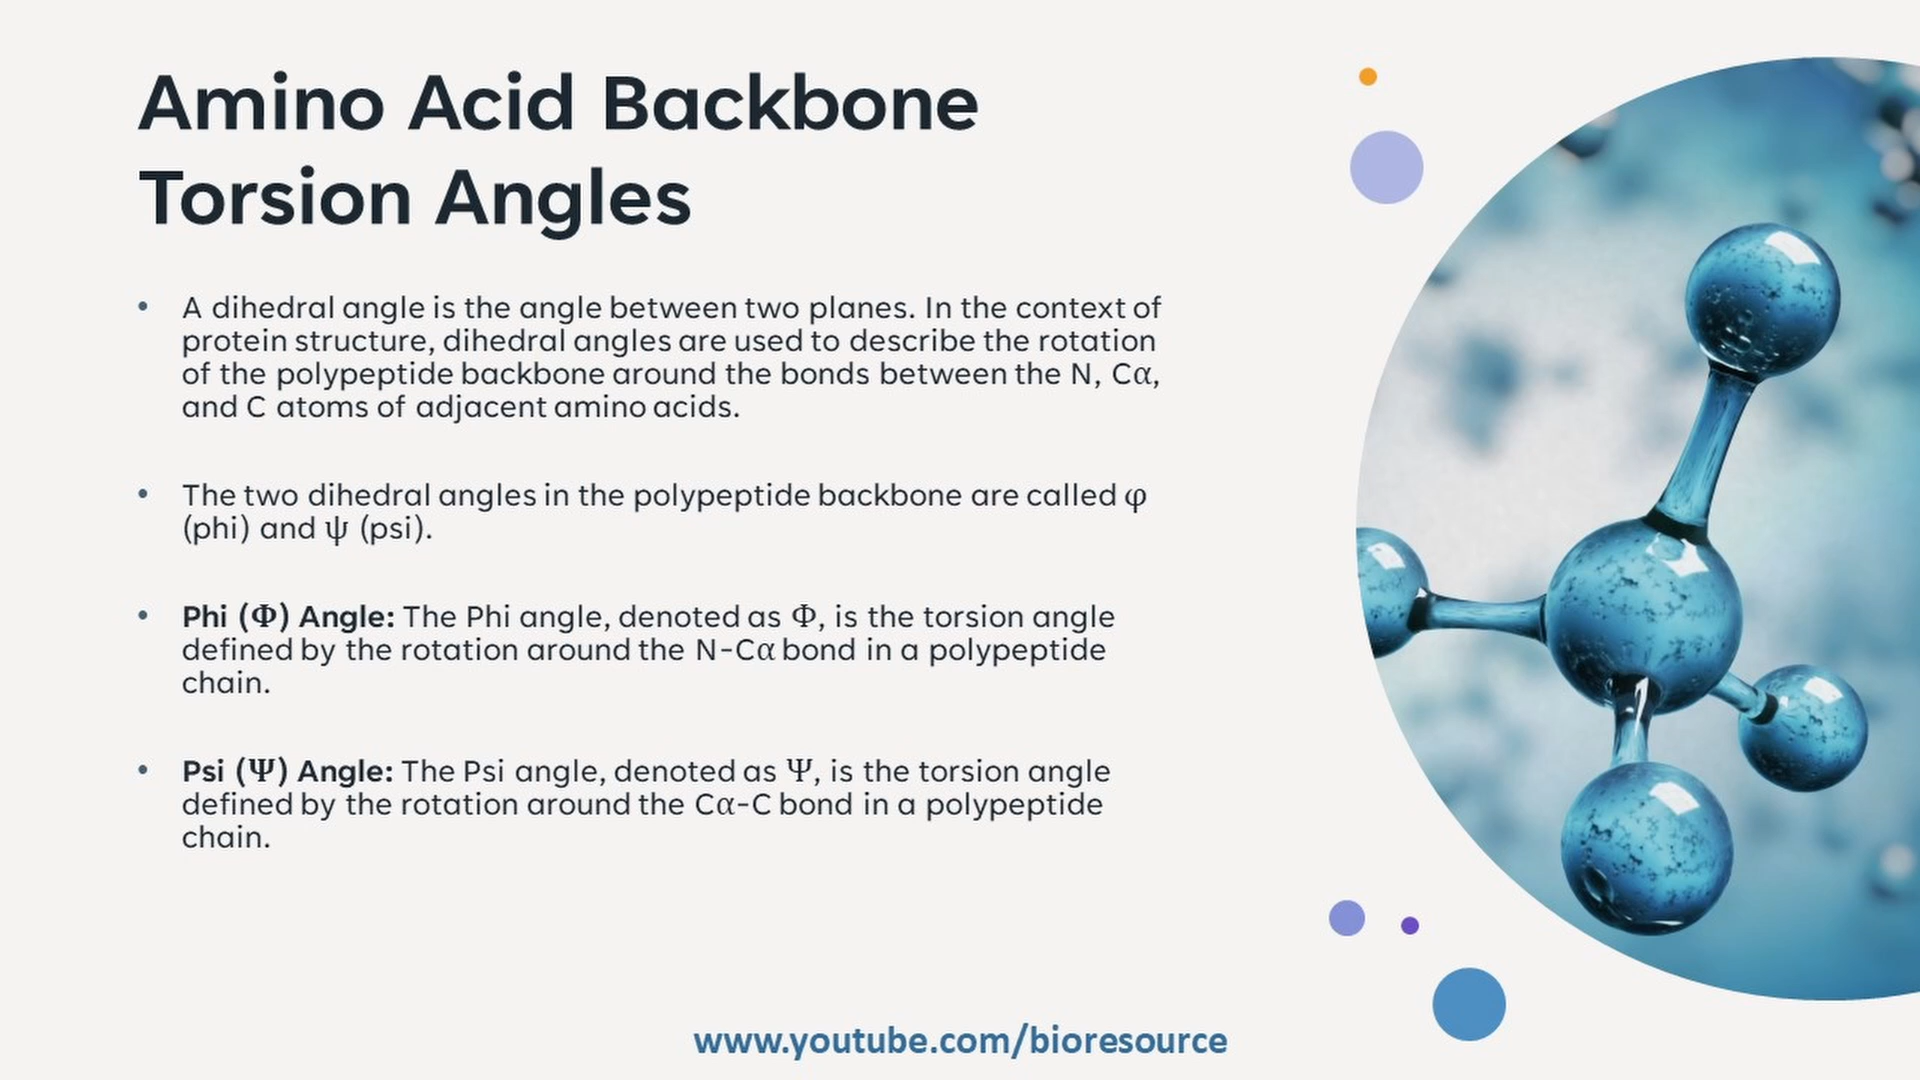 Amino Acid Backbone
Torsion Angles
• A dihedral angle is the angle between two planes. In the context of
protein structure, dihedral angles are used to describe the rotation
of the polypeptide backbone around the bonds between the N, Cα,
and C atoms of adjacent amino acids.
• The two dihedral angles in the polypeptide backbone are called φ
(phi) and ψ (psi).
• Phi (Φ) Angle: The Phi angle, denoted as Φ, is the torsion angle
defined by the rotation around the N-Cα bond in a polypeptide
chain.
• Psi (Ψ) Angle: The Psi angle, denoted as Ψ, is the torsion angle
defined by the rotation around the Cα-C bond in a polypeptide
chain.
www.youtube.com/bioresource